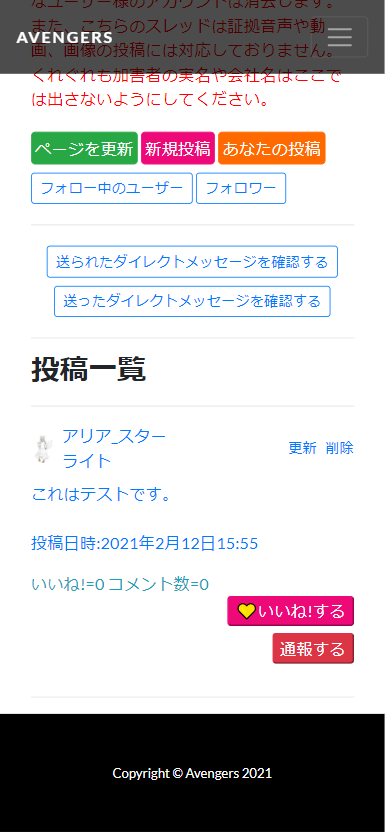 なユーザー様のアカウントは消去します。
また、こちらのスレッドは証拠音声や動
AVENGERS
画、画像の投稿には対応しておりません。
くれぐれも加害者の実名や会社名はここで
は出さないようにしてください。
ページを更新 新規投稿 あなたの投稿
フォロー中のユーザー フォロワー
送られたダイレクトメッセージを確認する
送ったダイレクトメッセージを確認する
投稿一覧
アリア_スター
ライト
更新 削除
これはテストです。
投稿日時:2021年2月12日15:55
いいね!=0 コメント数=0
いいね!する
通報する
Copyright © Avengers 2021